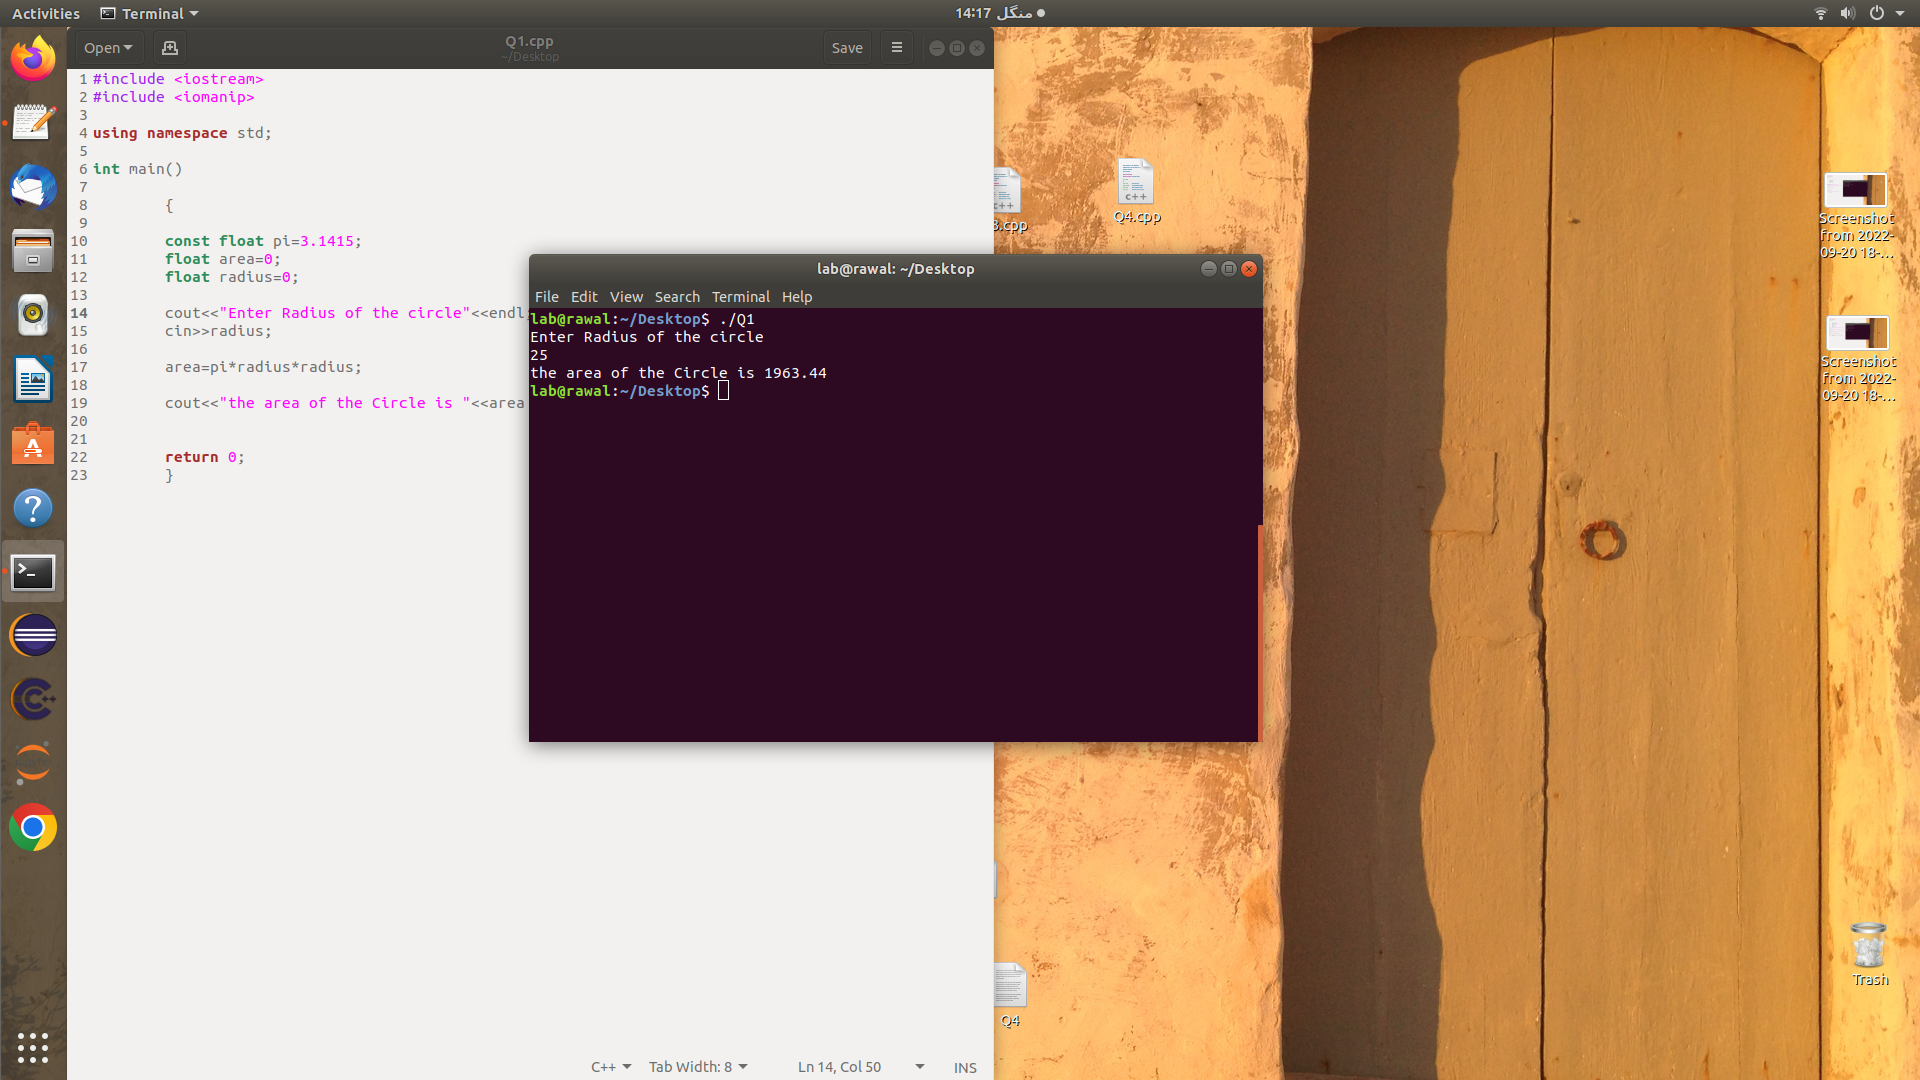 Activities
Terminal
منگل 14:17
Open
Q1.cpp
~/Desktop
Save
1 #include <iostream>
2 #include <iomanip>
3
4 using namespace std;
5
6 int main()
7
8 {
9
10 const float pi=3.1415;
11 float area=0;
12 float radius=0;
13
14 cout<<"Enter Radius of the circle"<<endl;
15 cin>>radius;
16
17 area=pi*radius*radius;
18
19 cout<<"the area of the Circle is "<<area
20
21
22 return 0;
23 }
C++
Tab Width: 8
Ln 14, Col 50
INS
lab@rawal: ~/Desktop
File Edit View Search Terminal Help
lab@rawal:~/Desktop$ ./Q1
Enter Radius of the circle
25
the area of the Circle is 1963.44
lab@rawal:~/Desktop$
c++
3.cpp
c++
Q4.cpp
Q4
Screenshot
from 2022-
09-20 18-...
Screenshot
from 2022-
09-20 18-...
Trash